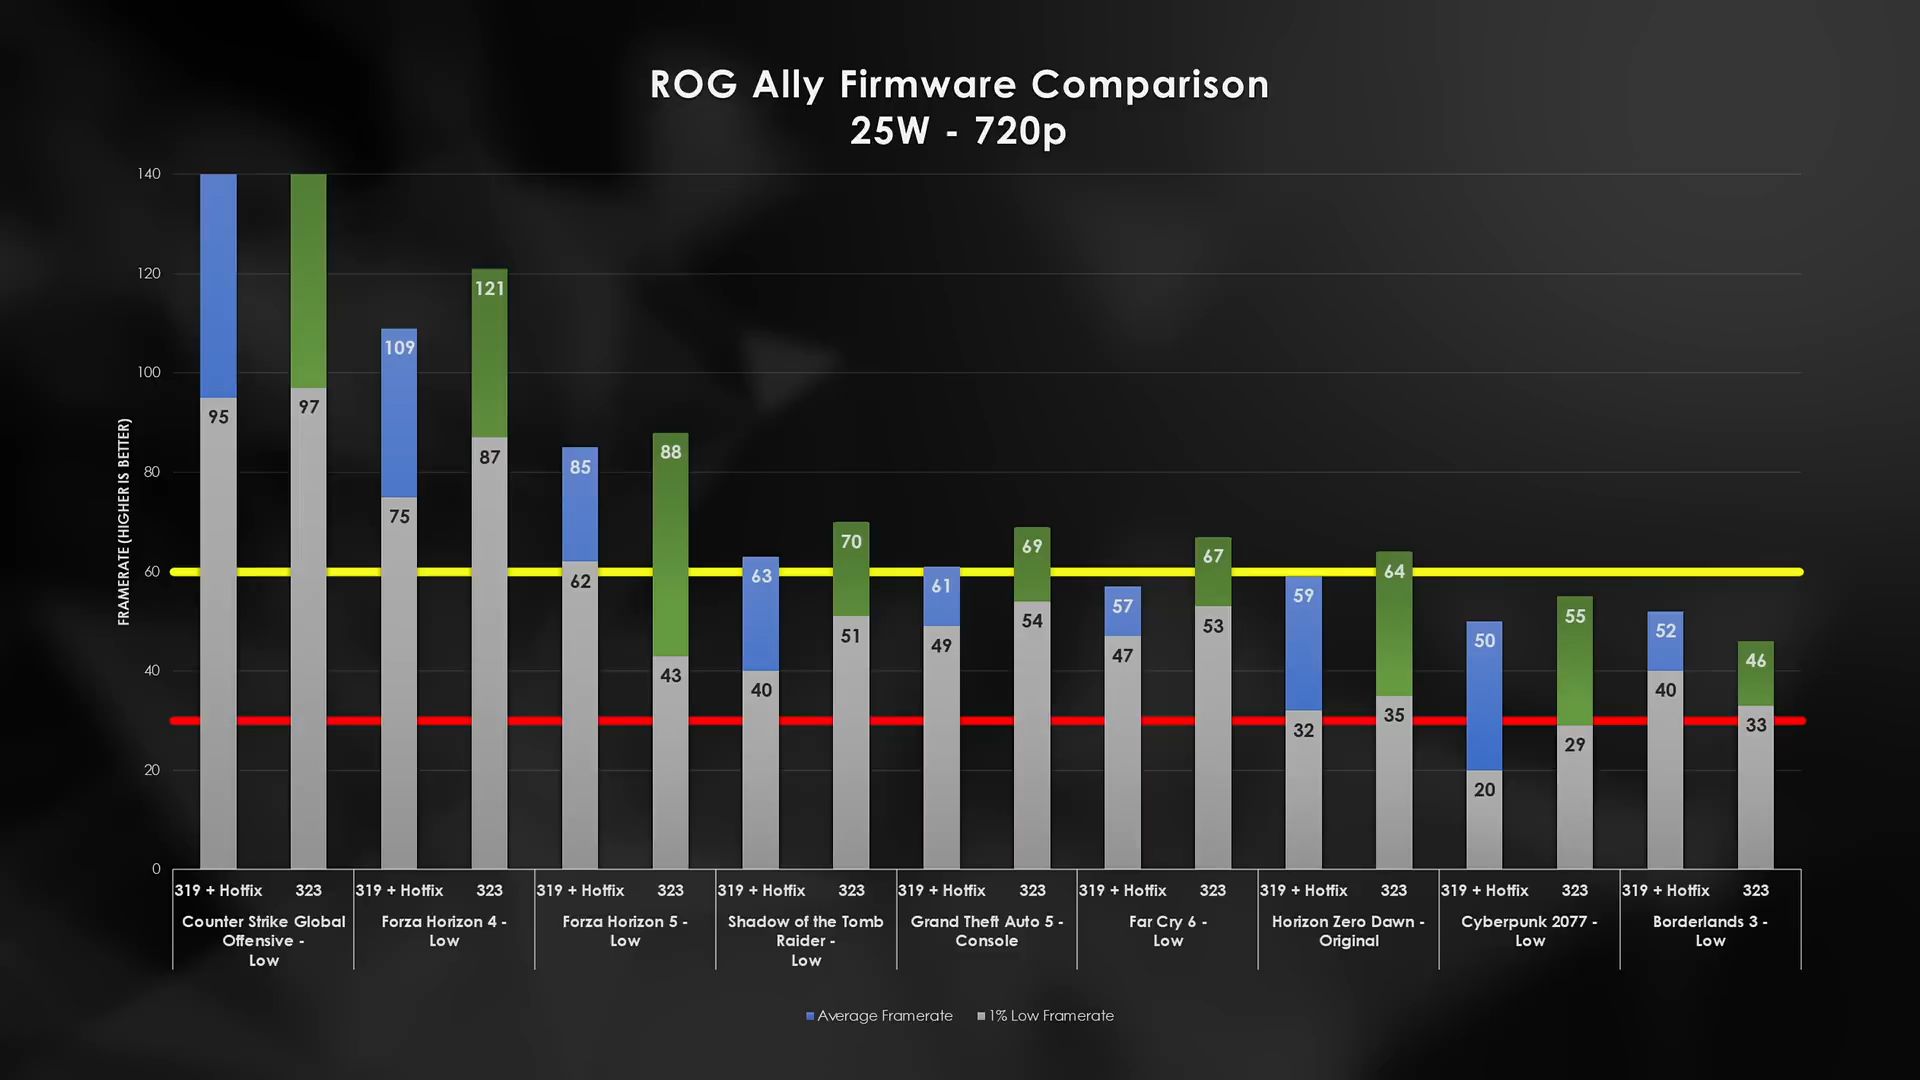 ROG Ally Firmware Comparison
25W - 720p
FRAMERATE (HIGHER IS BETTER)
140
120
100
80
60
40
20
0
95
97
109
75
121
87
85
62
88
43
63
40
70
51
61
49
69
54
57
47
67
53
59
32
64
35
50
20
55
29
52
40
46
33
319 + Hotfix 323 319 + Hotfix 323 319 + Hotfix 323 319 + Hotfix 323 319 + Hotfix 323 319 + Hotfix 323 319 + Hotfix 323 319 + Hotfix 323 319 + Hotfix 323
Counter Strike Global
Offensive -
Low
Forza Horizon 4 -
Low
Forza Horizon 5 -
Low
Shadow of the Tomb
Raider -
Low
Grand Theft Auto 5 -
Console
Far Cry 6 -
Low
Horizon Zero Dawn -
Original
Cyberpunk 2077 -
Low
Borderlands 3 -
Low
Average Framerate 1% Low Framerate